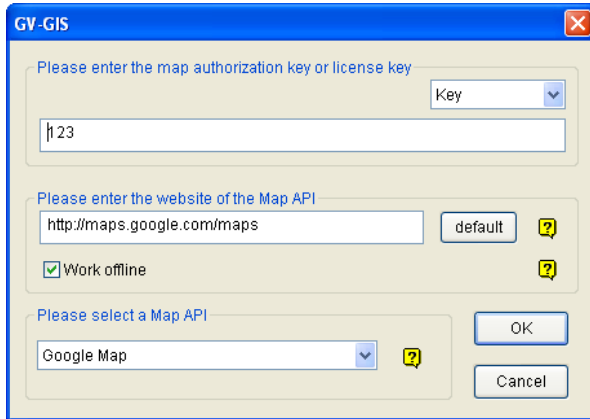 GV-GIS
Please enter the map authorization key or license key
Key
123
Please enter the website of the Map API
http://maps.google.com/maps
default
?
Work offline
?
Please select a Map API
Google Map
?
OK
Cancel